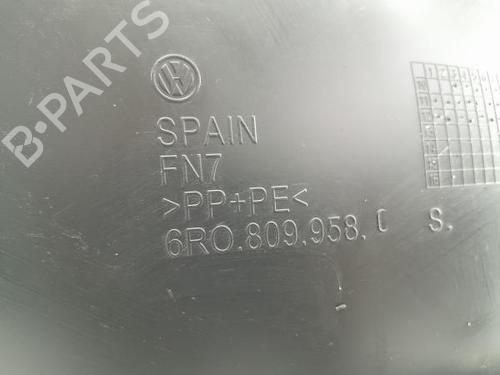 B-PARTS
SPAIN
FN7
>PP+PE<
6R0.809.958. S.